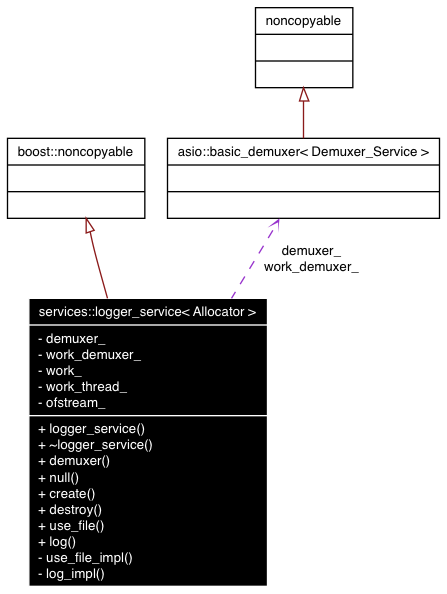 noncopyable
boost::noncopyable
asio::basic_demuxer< Demuxer_Service >
demuxer_
work_demuxer_
services::logger_service< Allocator >
- demuxer_
- work_demuxer_
- work_
- work_thread_
- ofstream_
+ logger_service()
+ ~logger_service()
+ demuxer()
+ null()
+ create()
+ destroy()
+ use_file()
+ log()
- use_file_impl()
- log_impl()